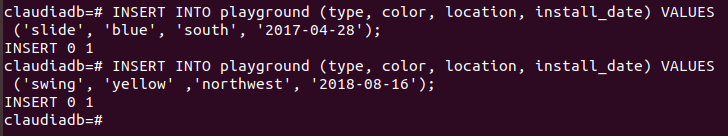 claudiadb=# INSERT INTO playground (type, color, location, install_date) VALUES
 ('slide', 'blue', 'south', '2017-04-28');
INSERT 0 1
claudiadb=# INSERT INTO playground (type, color, location, install_date) VALUES
 ('swing', 'yellow' ,'northwest', '2018-08-16');
INSERT 0 1
claudiadb=#